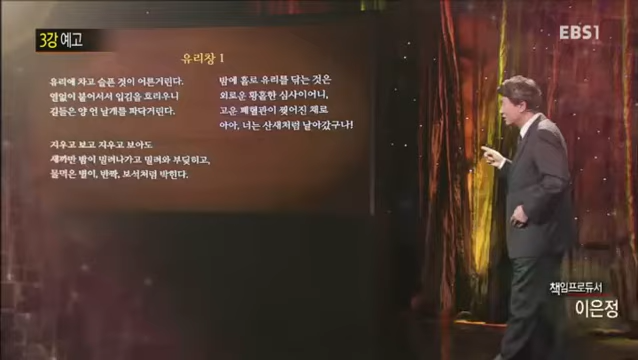 3강 예고
EBS1
유리창 1
유리에 차고 슬픈 것이 어른거린다.
열없이 붙어서서 입김을 흐리우니
길들은 양 언 날개를 파닥거린다.
지우고 보고 지우고 보아도
새까만 밤이 밀려나가고 밀려와 부딪히고,
물먹은 별이, 반짝, 보석처럼 박힌다.
밤에 홀로 유리를 닦는 것은
외로운 황홀한 심사이어니,
고운 폐혈관이 찢어진 채로
아아, 너는 산새처럼 날아갔구나!
책임프로듀서
이은정